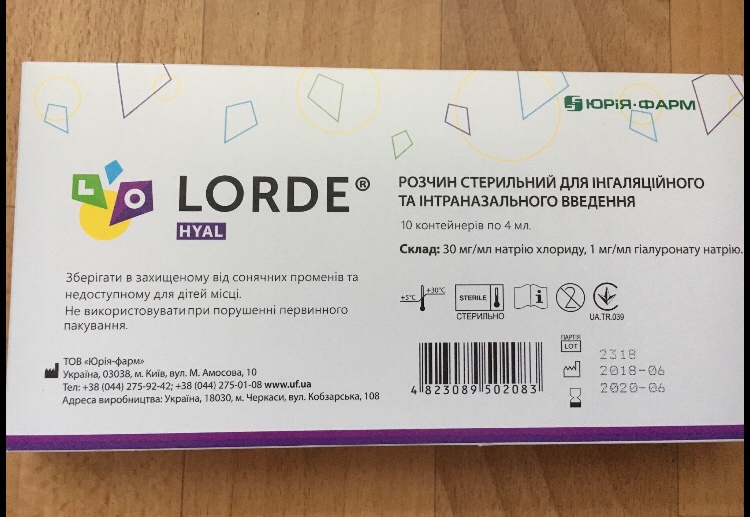 ЮРіЯ·ФАРМ
L O
LORDE®
HYAL
РОЗЧИН СТЕРИЛЬНИЙ ДЛЯ ІНГАЛЯЦІЙНОГО
ТА ІНТРАНАЗАЛЬНОГО ВВЕДЕННЯ
10 контейнерів по 4 мл.
Склад: 30 мг/мл натрію хлориду, 1 мг/мл гіалуронату натрію.
Зберігати в захищеному від сонячних променів та
недоступному для дітей місці.
Не використовувати при порушенні первинного
пакування.
+5°C +30°C
STERILE
СТЕРИЛЬНО
i
2
UA.TR.039
ТОВ «Юрія-фарм»
Україна, 03038, м. Київ, вул. М. Амосова, 10
Тел: +38 (044) 275-92-42; +38 (044) 275-01-08 www.uf.ua
Адреса виробництва: Україна, 18030, м. Черкаси, вул. Кобзарська, 108
4 823089 502083
ПАРТІЯ
LOT
2318
2018-06
2020-06